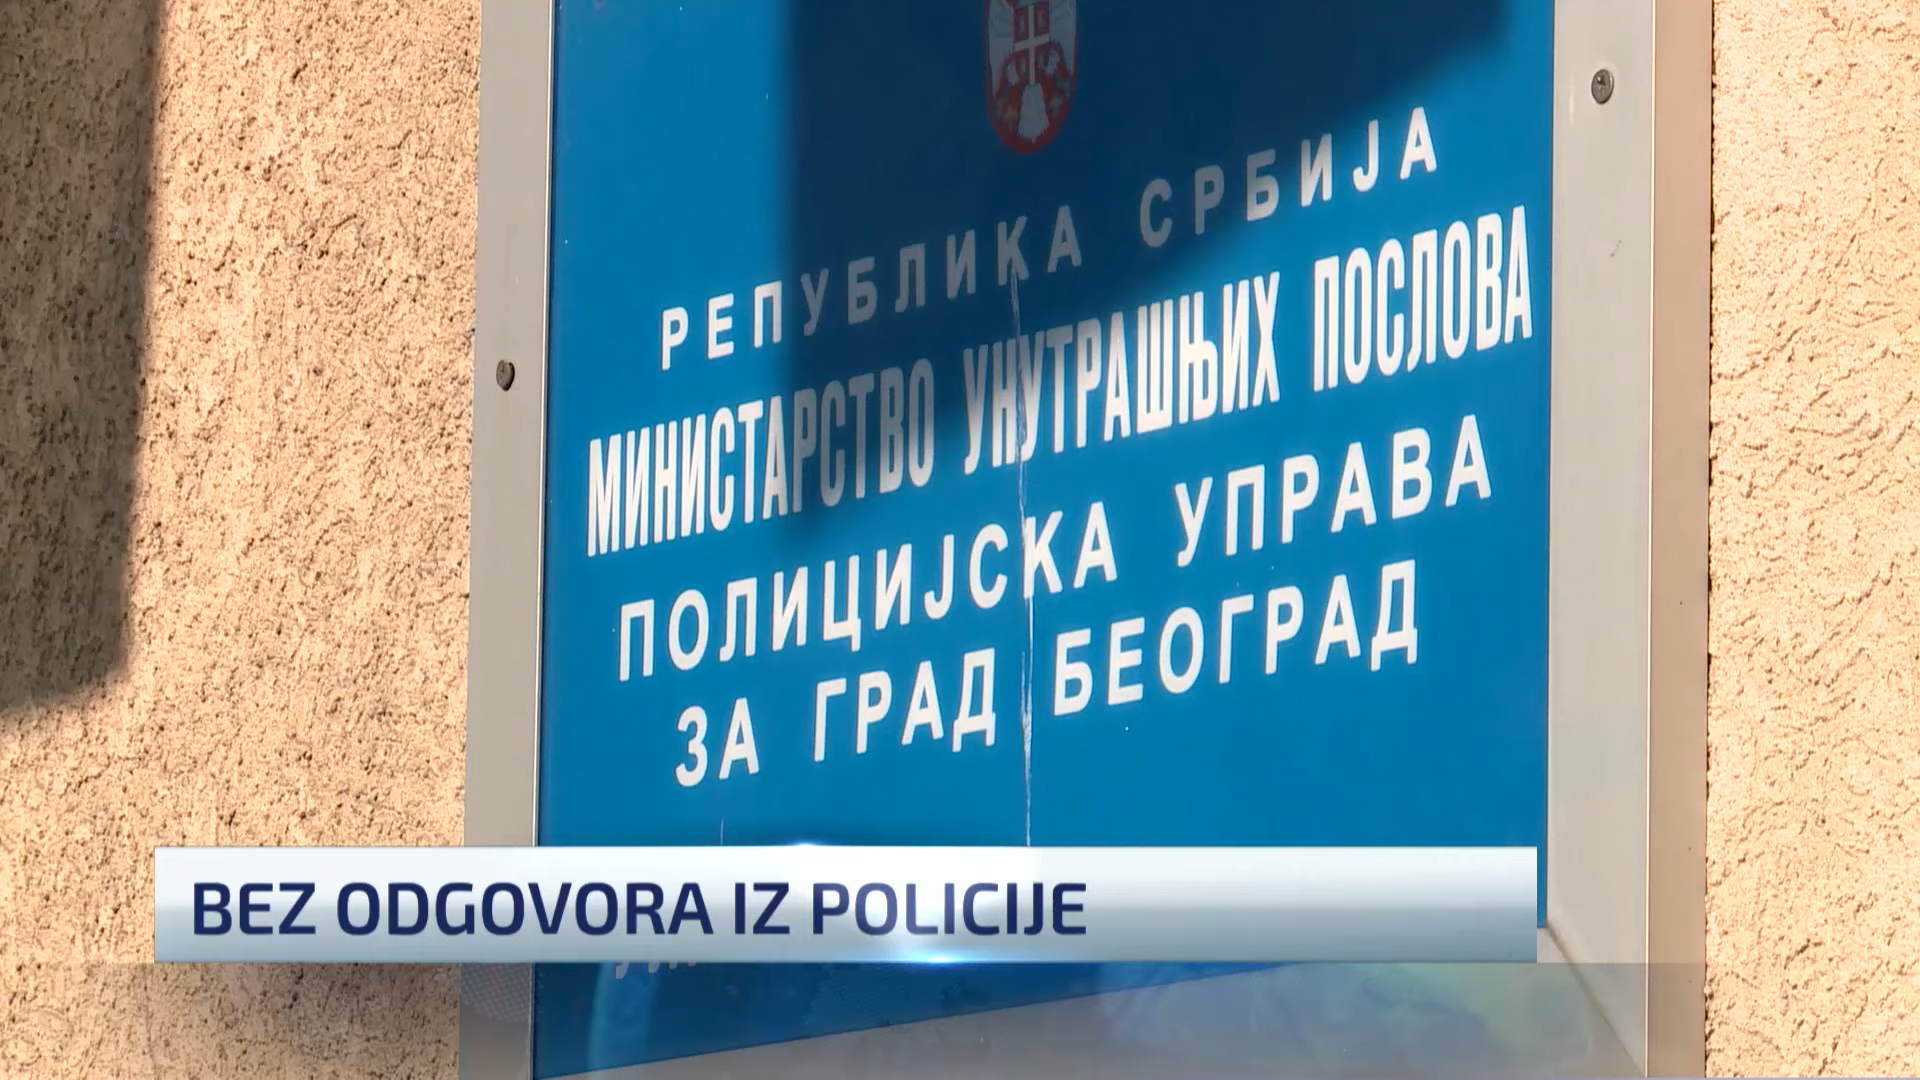 РЕПУБЛИКА СРБИЈА
МИНИСТАРСТВО УНУТРАШЊИХ ПОСЛОВА
ПОЛИЦИЈСКА УПРАВА
ЗА ГРАД БЕОГРАД
BEZ ODGOVORA IZ POLICIJE